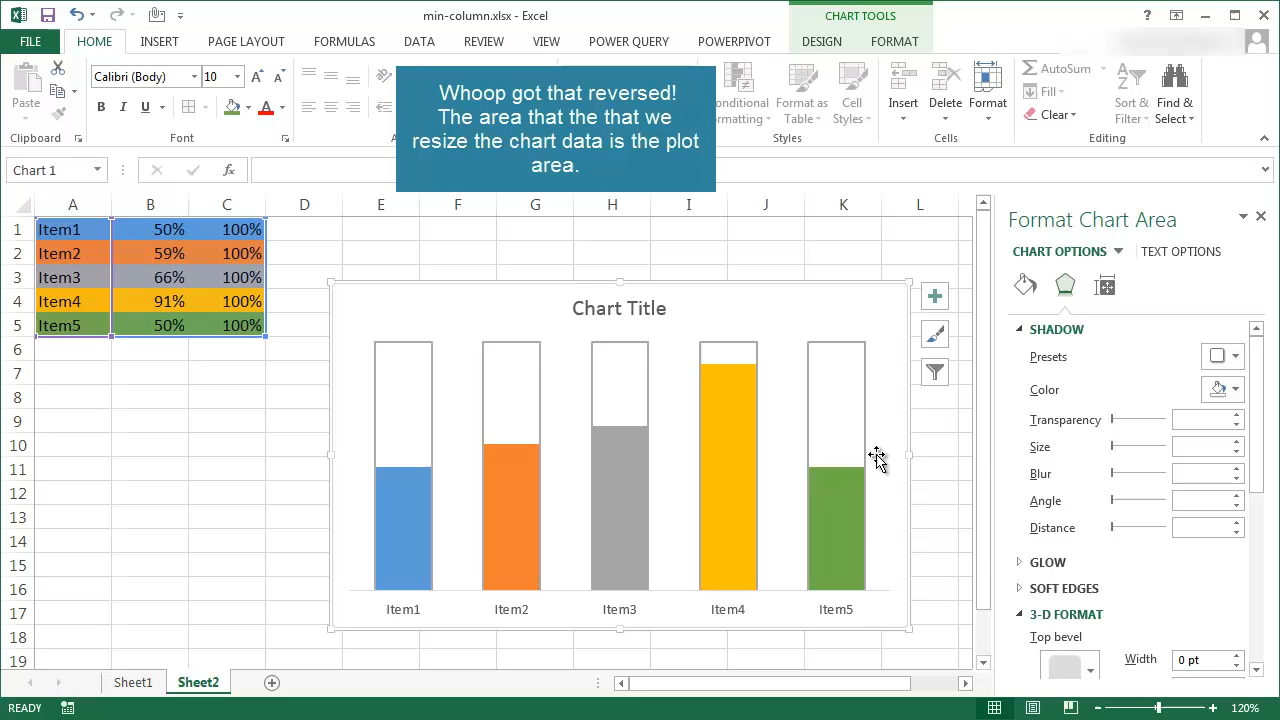 min-column.xlsx - Excel
CHART TOOLS
FILE HOME INSERT PAGE LAYOUT FORMULAS DATA REVIEW VIEW POWER QUERY POWERPIVOT DESIGN FORMAT
Paste
Clipboard
Calibri (Body) 10
B I U
Font
Whoop got that reversed!
The area that the that we
resize the chart data is the plot
area.
Format as
Table
Cell
Styles
Styles
Insert Delete Format
Cells
AutoSum
Fill
Clear
Sort &
Filter
Find &
Select
Editing
Chart 1
fx
A B C D E F G H I J K L
1 Item1 50% 100%
2 Item2 59% 100%
3 Item3 66% 100%
4 Item4 91% 100%
5 Item5 50% 100%
6
7
8
9
10
11
12
13
14
15
16
17
18
19
Chart Title
Item1 Item2 Item3 Item4 Item5
Format Chart Area
CHART OPTIONS TEXT OPTIONS
SHADOW
Presets
Color
Transparency
Size
Blur
Angle
Distance
GLOW
SOFT EDGES
3-D FORMAT
Top bevel
Width 0 pt
Sheet1 Sheet2
READY
120%